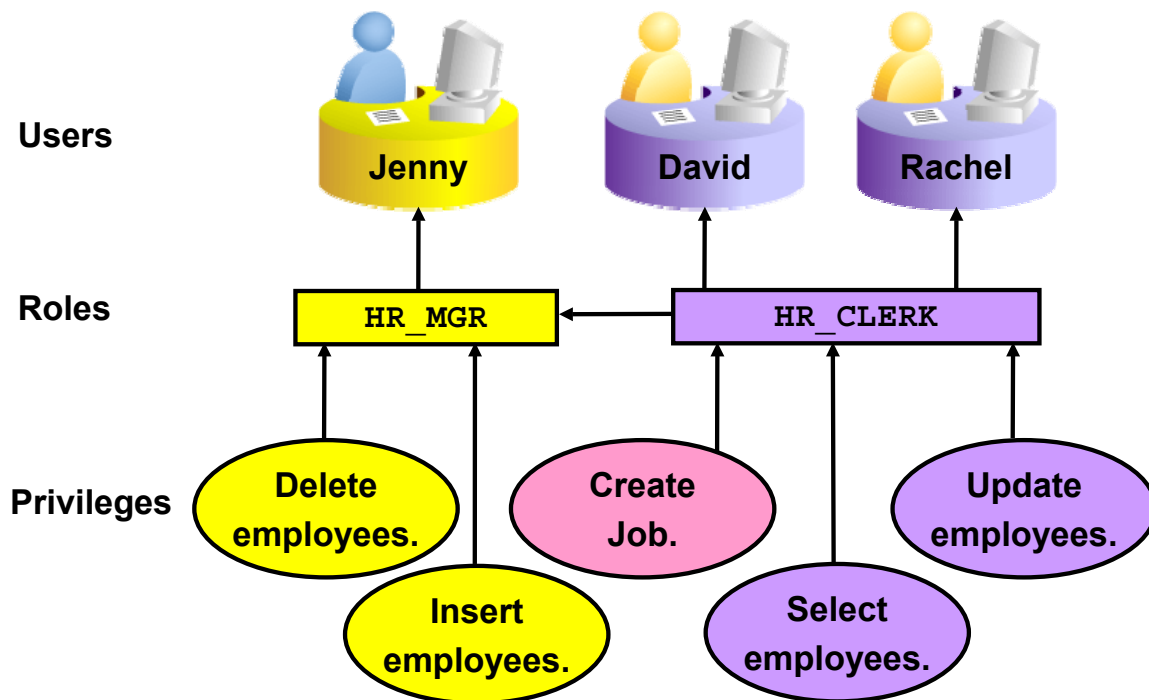 Users
Jenny
David
Rachel
Roles
HR_MGR
HR_CLERK
Privileges
Delete
employees.
Create
Job.
Update
employees.
Insert
employees.
Select
employees.